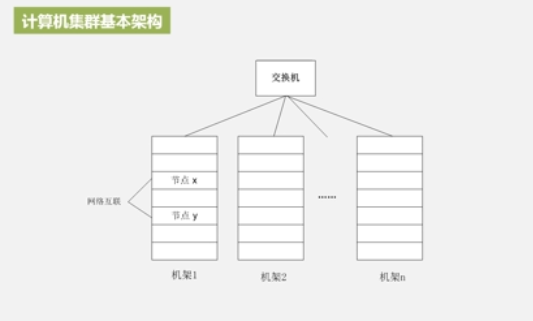 计算机集群基本架构
交换机
节点 x
网络互联
节点 y
......
机架1
机架2
机架n